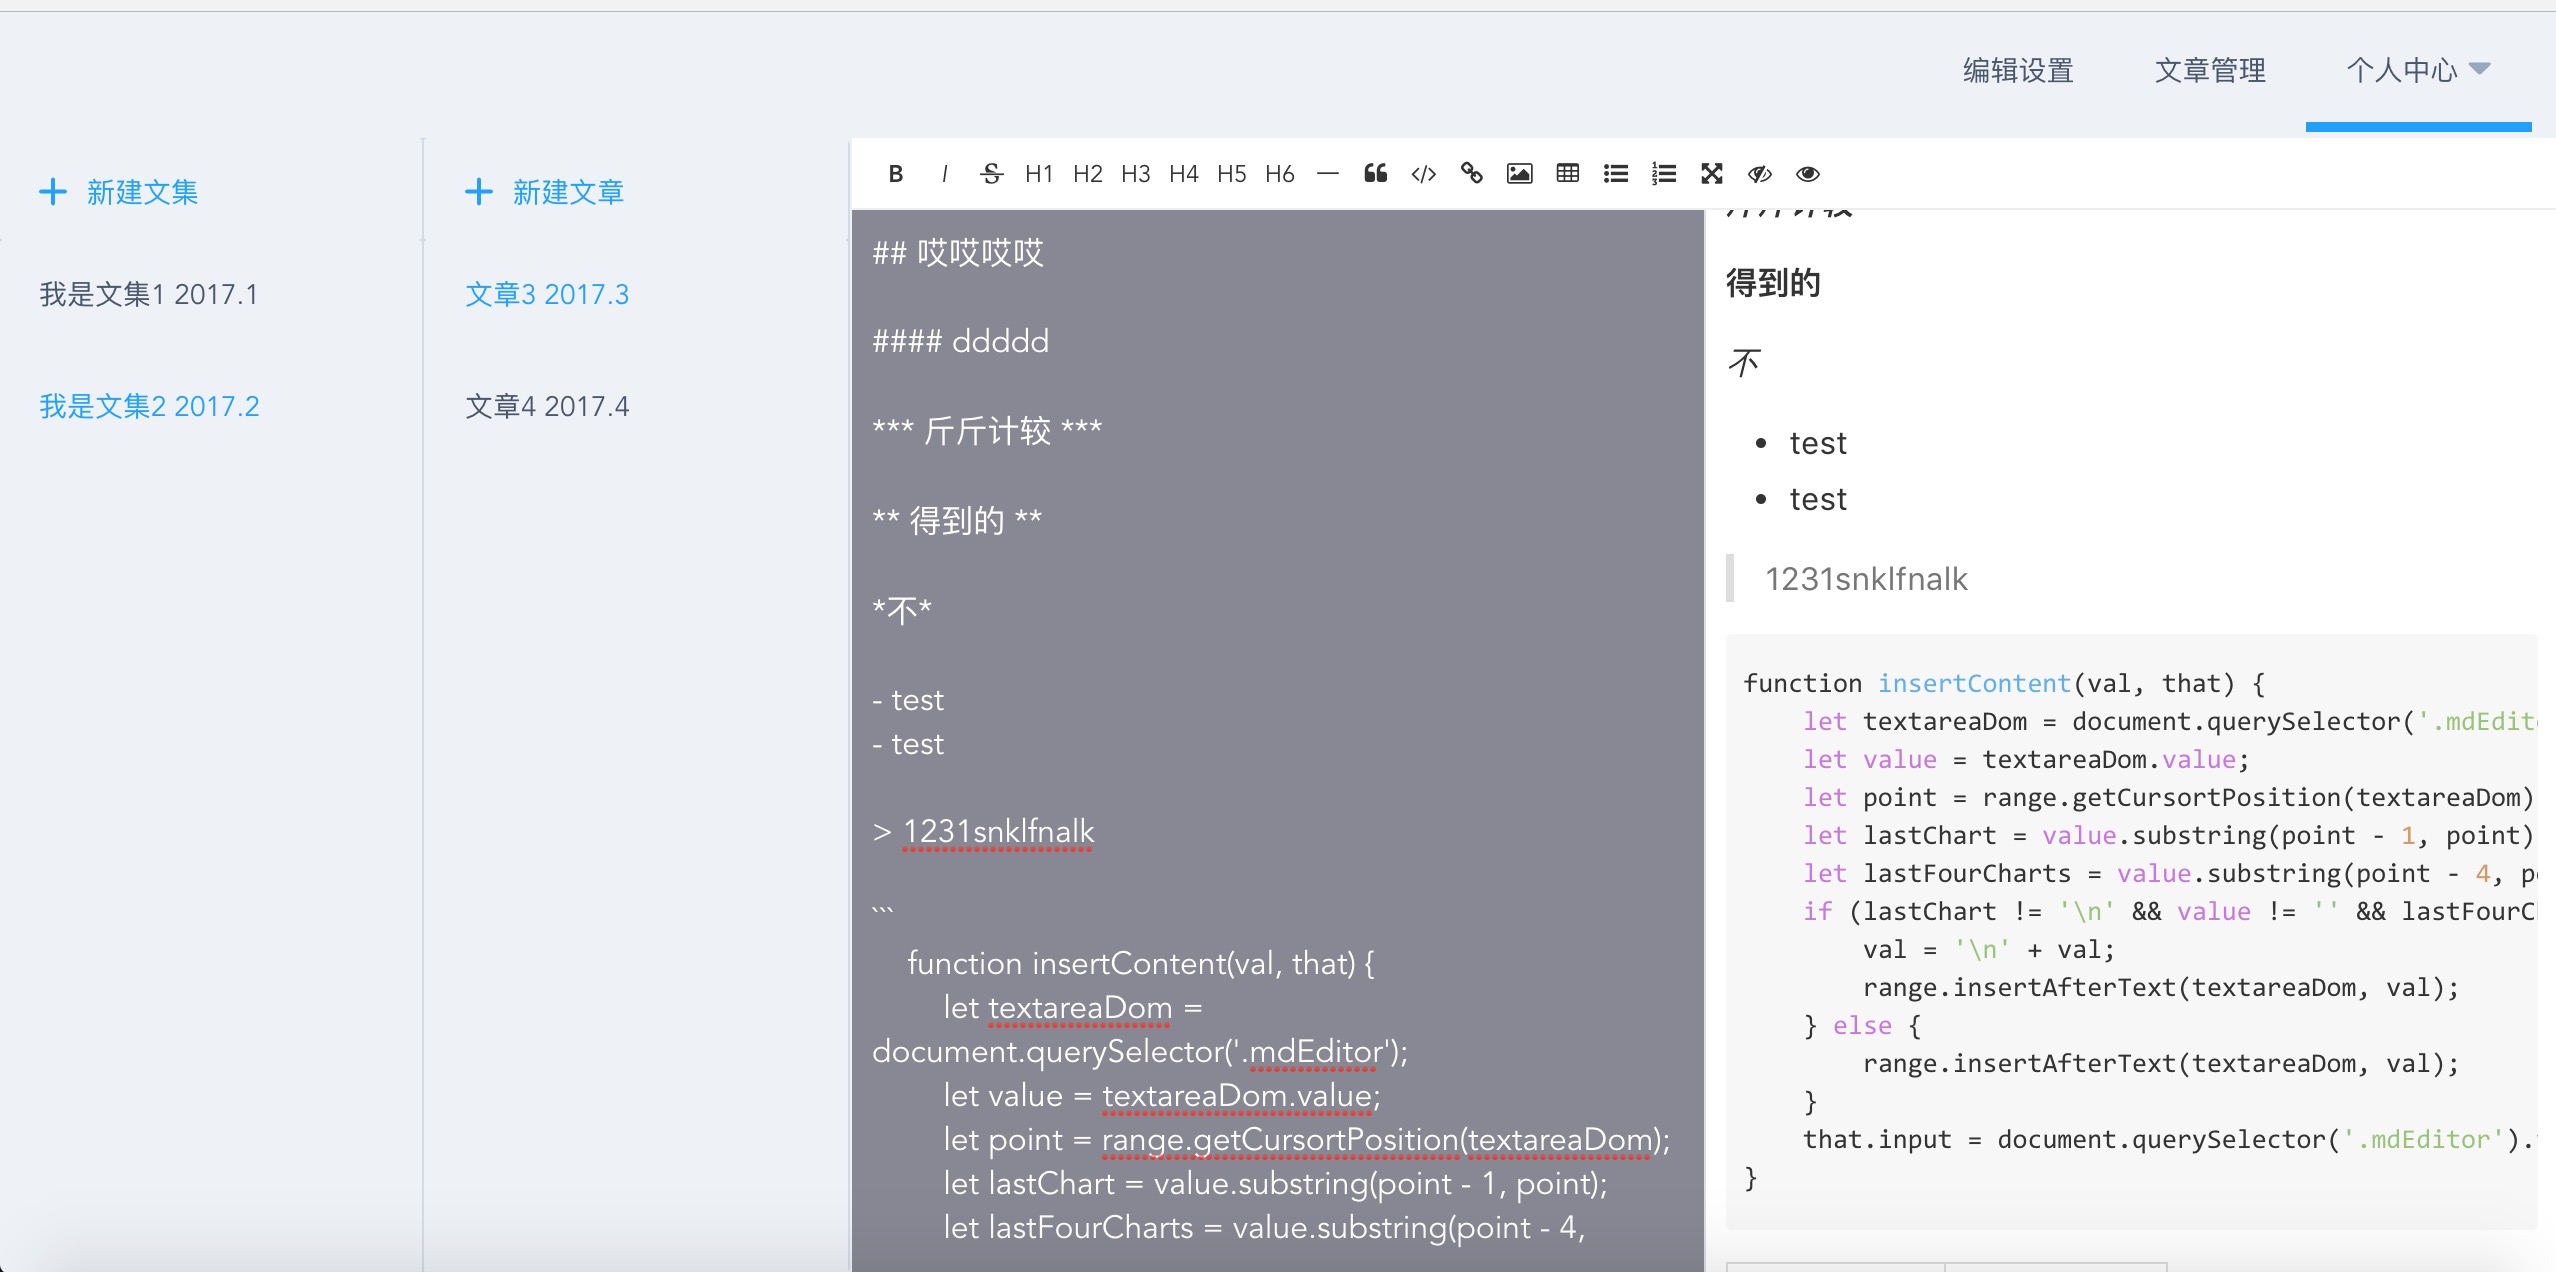 编辑设置 文章管理 个人中心
新建文集
我是文集1 2017.1
我是文集2 2017.2
新建文章
文章3 2017.3
文章4 2017.4
B I S H1 H2 H3 H4 H5 H6
## 哎哎哎哎
#### ddddd
*** 斤斤计较 ***
** 得到的 **
*不*
- test
- test
> 1231snklfnalk
```
function insertContent(val, that) {
let textareaDom =
document.querySelector('.mdEditor');
let value = textareaDom.value;
let point = range.getCursortPosition(textareaDom);
let lastChart = value.substring(point - 1, point);
let lastFourCharts = value.substring(point - 4,
斤斤计较
得到的
不
• test
• test
1231snklfnalk
function insertContent(val, that) {
let textareaDom = document.querySelector('.mdEdit
let value = textareaDom.value;
let point = range.getCursortPosition(textareaDom)
let lastChart = value.substring(point - 1, point)
let lastFourCharts = value.substring(point - 4, p
if (lastChart != '\n' && value != '' && lastFourC
val = '\n' + val;
range.insertAfterText(textareaDom, val);
} else {
range.insertAfterText(textareaDom, val);
}
that.input = document.querySelector('.mdEditor').
}